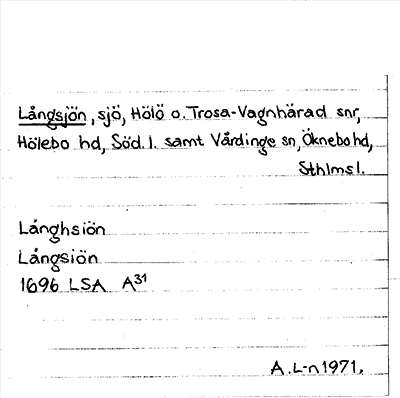 Långsjön, sjö, Hölö o. Trosa-Vagnhärad snr,
Hölebo hd, Söd. l. samt Vårdinge sn, Öknebo hd,
Sthlms l.
Långhsiön
Långsiön
1696 LSA A31
A.L-n 1971.